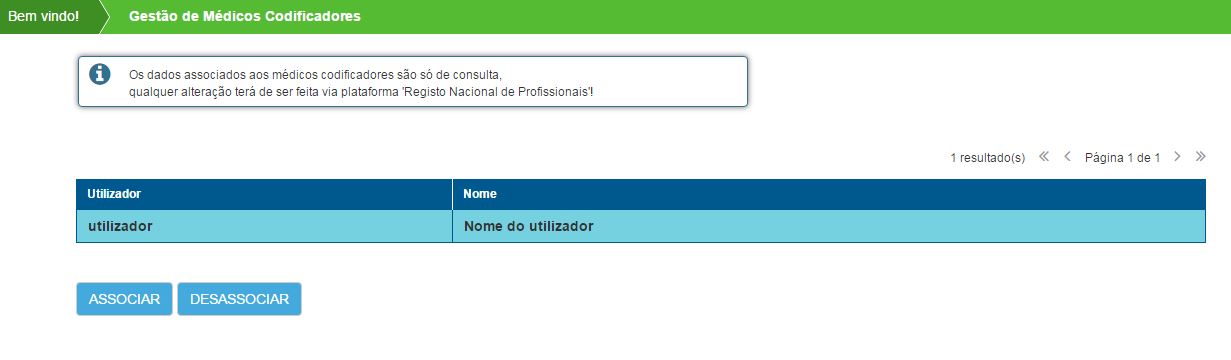 Bem vindo! Gestão de Médicos Codificadores
Os dados associados aos médicos codificadores são só de consulta,
qualquer alteração terá de ser feita via plataforma 'Registo Nacional de Profissionais'!
1 resultado(s) Página 1 de 1
Utilizador Nome
utilizador Nome do utilizador
ASSOCIAR DESASSOCIAR